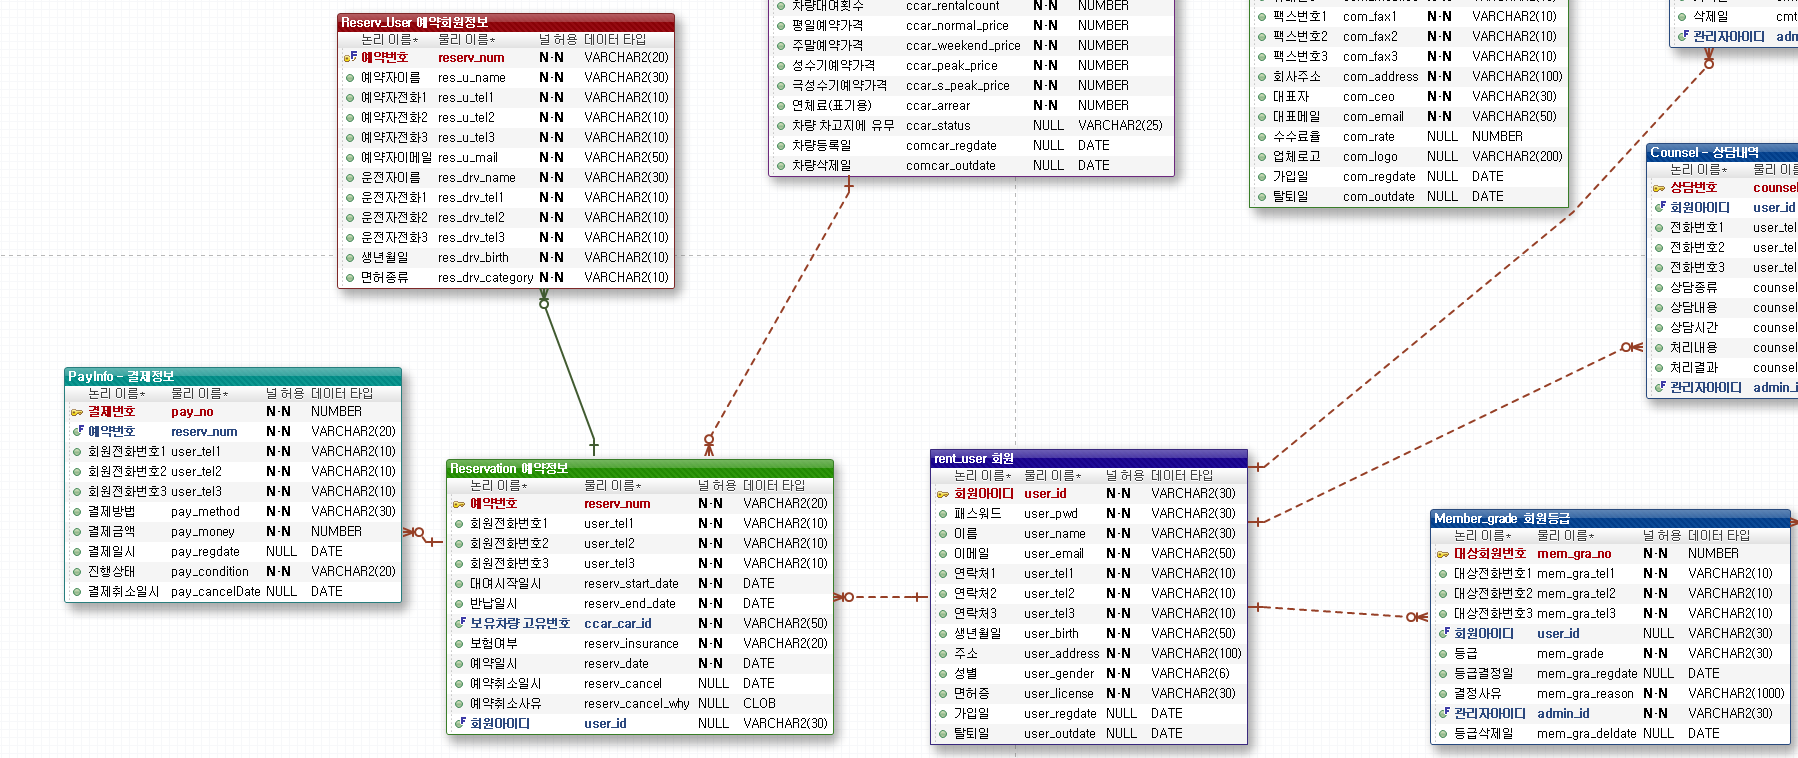 Reserv_User 예약회원정보
논리 이름* 물리 이름* 널 허용 데이터 타입
예약번호 reserv_num N-N VARCHAR2(20)
예약자이름 res_u_name N-N VARCHAR2(30)
예약자전화1 res_u_tel1 N-N VARCHAR2(10)
예약자전화2 res_u_tel2 N-N VARCHAR2(10)
예약자전화3 res_u_tel3 N-N VARCHAR2(10)
예약자이메일 res_u_mail N-N VARCHAR2(50)
운전자이름 res_drv_name N-N VARCHAR2(30)
운전자전화1 res_drv_tel1 N-N VARCHAR2(10)
운전자전화2 res_drv_tel2 N-N VARCHAR2(10)
운전자전화3 res_drv_tel3 N-N VARCHAR2(10)
생년월일 res_drv_birth N-N VARCHAR2(10)
면허종류 res_drv_category N-N VARCHAR2(10)
차량대여횟수 ccar_rentalcount N-N NUMBER
평일예약가격 ccar_normal_price N-N NUMBER
주말예약가격 ccar_weekend_price N-N NUMBER
성수기예약가격 ccar_peak_price N-N NUMBER
극성수기예약가격 ccar_s_peak_price N-N NUMBER
연체료(표기용) ccar_arrear N-N NUMBER
차량 차고지에 유무 ccar_status NULL VARCHAR2(25)
차량등록일 comcar_regdate NULL DATE
차량삭제일 comcar_outdate NULL DATE
팩스번호1 com_fax1 N-N VARCHAR2(10)
팩스번호2 com_fax2 N-N VARCHAR2(10)
팩스번호3 com_fax3 N-N VARCHAR2(10)
회사주소 com_address N-N VARCHAR2(100)
대표자 com_ceo N-N VARCHAR2(30)
대표메일 com_email N-N VARCHAR2(50)
수수료율 com_rate NULL NUMBER
업체로고 com_logo NULL VARCHAR2(200)
가입일 com_regdate NULL DATE
탈퇴일 com_outdate NULL DATE
삭제일 cmt
관리자아이디 adm
Counsel - 상담내역
논리 이름* 물리 이름
상담번호 counsel
회원아이디 user_id
전화번호1 user_tel
전화번호2 user_tel
전화번호3 user_tel
상담종류 counsel
상담내용 counsel
상담시간 counsel
처리내용 counsel
처리결과 counsel
관리자아이디 admin_i
PayInfo - 결제정보
논리 이름* 물리 이름* 널 허용 데이터 타입
결제번호 pay_no N-N NUMBER
예약번호 reserv_num N-N VARCHAR2(20)
회원전화번호1 user_tel1 N-N VARCHAR2(10)
회원전화번호2 user_tel2 N-N VARCHAR2(10)
회원전화번호3 user_tel3 N-N VARCHAR2(10)
결제방법 pay_method N-N VARCHAR2(30)
결제금액 pay_money N-N NUMBER
결제일시 pay_regdate NULL DATE
진행상태 pay_condition N-N VARCHAR2(20)
결제취소일시 pay_cancelDate NULL DATE
Reservation 예약정보
논리 이름* 물리 이름* 널 허용 데이터 타입
예약번호 reserv_num N-N VARCHAR2(20)
회원전화번호1 user_tel1 N-N VARCHAR2(10)
회원전화번호2 user_tel2 N-N VARCHAR2(10)
회원전화번호3 user_tel3 N-N VARCHAR2(10)
대여시작일시 reserv_start_date N-N DATE
반납일시 reserv_end_date N-N DATE
보유차량 고유번호 ccar_car_id N-N VARCHAR2(50)
보험여부 reserv_insurance N-N VARCHAR2(20)
예약일시 reserv_date N-N DATE
예약취소일시 reserv_cancel NULL DATE
예약취소사유 reserv_cancel_why NULL CLOB
회원아이디 user_id NULL VARCHAR2(30)
rent_user 회원
논리 이름* 물리 이름* 널 허용 데이터 타입
회원아이디 user_id N-N VARCHAR2(30)
패스워드 user_pwd N-N VARCHAR2(30)
이름 user_name N-N VARCHAR2(30)
이메일 user_email N-N VARCHAR2(50)
연락처1 user_tel1 N-N VARCHAR2(10)
연락처2 user_tel2 N-N VARCHAR2(10)
연락처3 user_tel3 N-N VARCHAR2(10)
생년월일 user_birth N-N VARCHAR2(50)
주소 user_address N-N VARCHAR2(100)
성별 user_gender N-N VARCHAR2(6)
면허증 user_license N-N VARCHAR2(30)
가입일 user_regdate NULL DATE
탈퇴일 user_outdate NULL DATE
Member_grade 회원등급
논리 이름* 물리 이름* 널 허용 데이터 타입
대상회원번호 mem_gra_no N-N NUMBER
대상전화번호1 mem_gra_tel1 N-N VARCHAR2(10)
대상전화번호2 mem_gra_tel2 N-N VARCHAR2(10)
대상전화번호3 mem_gra_tel3 N-N VARCHAR2(10)
회원아이디 user_id NULL VARCHAR2(30)
등급 mem_grade N-N VARCHAR2(30)
등급결정일 mem_gra_regdate NULL DATE
결정사유 mem_gra_reason N-N VARCHAR2(1000)
관리자아이디 admin_id N-N VARCHAR2(30)
등급삭제일 mem_gra_deldate NULL DATE